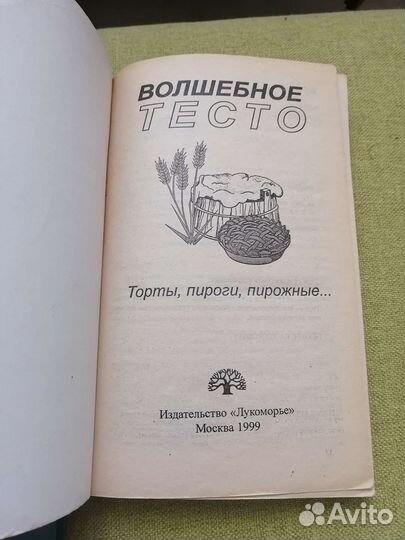 ВОЛШЕБНОЕ
ТЕСТО
Торты, пироги, пирожные...
Издательство «Лукоморье»
Москва 1999
Avito